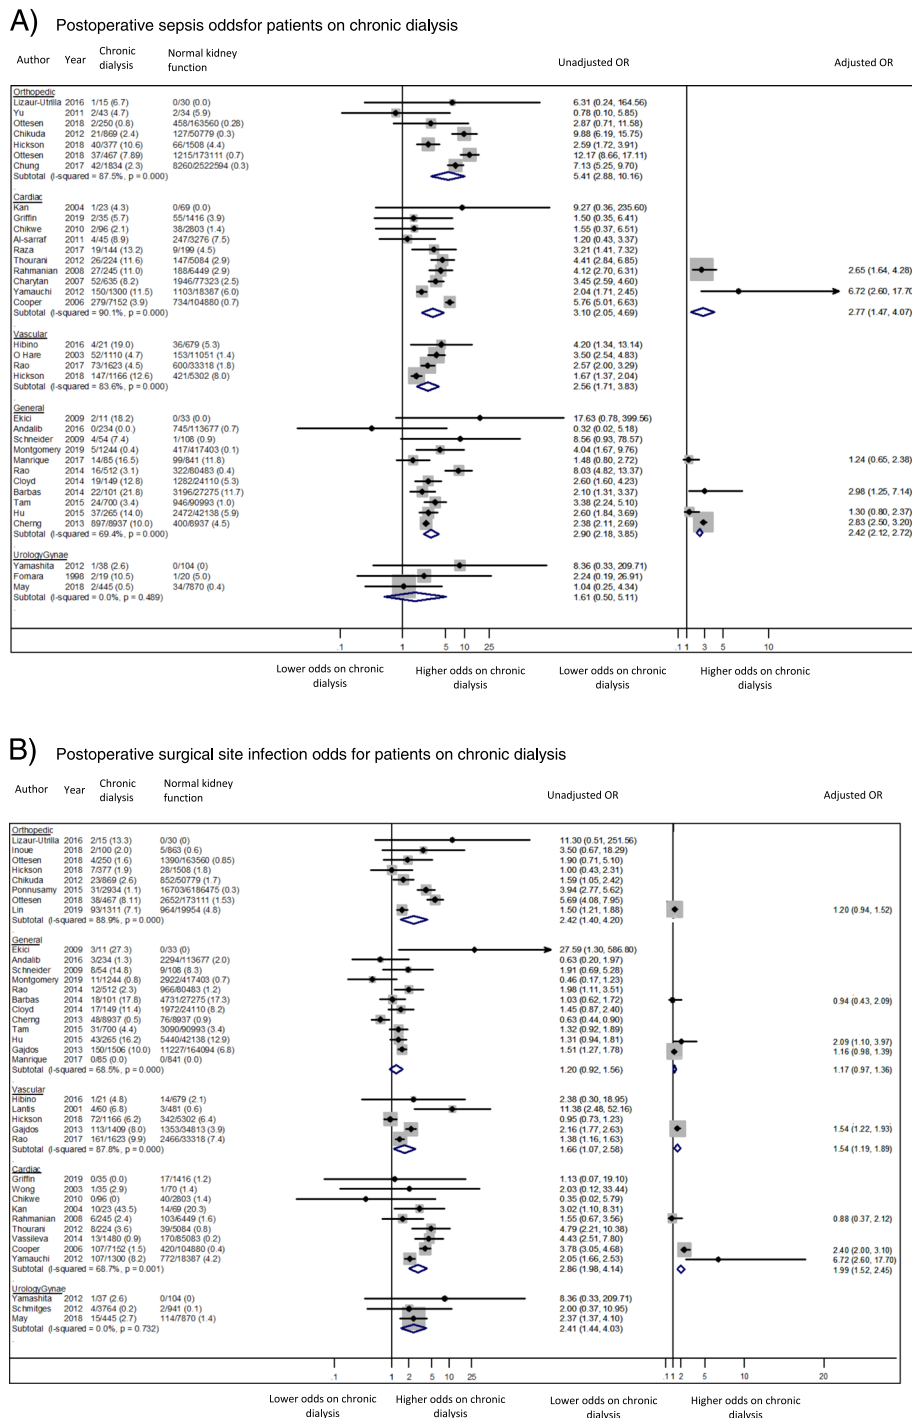 A) Postoperative sepsis oddsfor patients on chronic dialysis
Author Year Chronic dialysis Normal kidney function Unadjusted OR Adjusted OR
Orthopedic
Lizaur-Utrilla 2016 1/15 (6.7) 0/30 (0.0) 6.31 (0.24, 164.56)
Yu 2011 2/43 (4.7) 2/34 (5.9) 0.78 (0.10, 5.85)
Ottesen 2018 2/250 (0.8) 458/163560 (0.28) 2.87 (0.71, 11.58)
Chikuda 2012 21/869 (2.4) 127/50779 (0.3) 9.88 (6.19, 15.75)
Hickson 2018 40/377 (10.6) 66/1508 (4.4) 2.59 (1.72, 3.91)
Ottesen 2018 37/467 (7.89) 1215/173111 (0.7) 12.17 (8.66, 17.11)
Chung 2017 42/1834 (2.3) 8260/2522594 (0.3) 7.13 (5.25, 9.70)
Subtotal (I-squared = 87.5%, p = 0.000) 5.41 (2.88, 10.16)
Cardiac
Kan 2004 1/23 (4.3) 0/69 (0.0) 9.27 (0.36, 235.60)
Griffin 2019 2/35 (5.7) 55/1416 (3.9) 1.50 (0.35, 6.41)
Chikwe 2010 2/96 (2.1) 38/2803 (1.4) 1.55 (0.37, 6.51)
Al-sarraf 2011 4/45 (8.9) 247/3276 (7.5) 1.20 (0.43, 3.37)
Raza 2017 19/144 (13.2) 9/199 (4.5) 3.21 (1.41, 7.32)
Thourani 2012 26/224 (11.6) 147/5084 (2.9) 4.41 (2.84, 6.85)
Rahmanian 2008 27/245 (11.0) 188/6449 (2.9) 4.12 (2.70, 6.31) 2.65 (1.64, 4.28)
Charytan 2007 52/635 (8.2) 1946/77323 (2.5) 3.45 (2.59, 4.60)
Yamauchi 2012 150/1300 (11.5) 1103/18387 (6.0) 2.04 (1.71, 2.45) 6.72 (2.60, 17.70
Cooper 2006 279/7152 (3.9) 734/104880 (0.7) 5.76 (5.01, 6.63)
Subtotal (I-squared = 90.1%, p = 0.000) 3.10 (2.05, 4.69) 2.77 (1.47, 4.07)
Vascular
Hibino 2016 4/21 (19.0) 36/679 (5.3) 4.20 (1.34, 13.14)
O Hare 2003 52/1110 (4.7) 153/11051 (1.4) 3.50 (2.54, 4.83)
Rao 2017 73/1623 (4.5) 600/33318 (1.8) 2.57 (2.00, 3.29)
Hickson 2018 147/1166 (12.6) 421/5302 (8.0) 1.67 (1.37, 2.04)
Subtotal (I-squared = 83.6%, p = 0.000) 2.56 (1.71, 3.83)
General
Ekici 2009 2/11 (18.2) 0/33 (0.0) 17.63 (0.78, 399.56)
Andalib 2016 0/234 (0.0) 745/113677 (0.7) 0.32 (0.02, 5.18)
Schneider 2009 4/54 (7.4) 1/108 (0.9) 8.56 (0.93, 78.57)
Montgomery 2019 5/1244 (0.4) 417/417403 (0.1) 4.04 (1.67, 9.76)
Manrique 2017 14/85 (16.5) 99/841 (11.8) 1.48 (0.80, 2.72) 1.24 (0.65, 2.38)
Rao 2014 16/512 (3.1) 322/80483 (0.4) 8.03 (4.82, 13.37)
Cloyd 2014 19/149 (12.8) 1282/24110 (5.3) 2.60 (1.60, 4.23)
Barbas 2014 22/101 (21.8) 3196/27275 (11.7) 2.10 (1.31, 3.37) 2.98 (1.25, 7.14)
Tam 2015 24/700 (3.4) 946/90993 (1.0) 3.38 (2.24, 5.10)
Hu 2015 37/265 (14.0) 2472/42138 (5.9) 2.60 (1.84, 3.69) 1.30 (0.80, 2.37)
Cherng 2013 897/8937 (10.0) 400/8937 (4.5) 2.38 (2.11, 2.69) 2.83 (2.50, 3.20)
Subtotal (I-squared = 69.4%, p = 0.000) 2.90 (2.18, 3.85) 2.42 (2.12, 2.72)
UrologyGynae
Yamashita 2012 1/38 (2.6) 0/104 (0) 8.36 (0.33, 209.71)
Fomara 1998 2/19 (10.5) 1/20 (5.0) 2.24 (0.19, 26.91)
May 2018 2/445 (0.5) 34/7870 (0.4) 1.04 (0.25, 4.34)
Subtotal (I-squared = 0.0%, p = 0.489) 1.61 (0.50, 5.11)
.1 1 5 10 25 .1 1 3 5 10
Lower odds on chronic dialysis Higher odds on chronic dialysis Lower odds on chronic dialysis Higher odds on chronic dialysis
B) Postoperative surgical site infection odds for patients on chronic dialysis
Author Year Chronic dialysis Normal kidney function Unadjusted OR Adjusted OR
Orthopedic
Lizaur-Utrilla 2016 2/15 (13.3) 0/30 (0) 11.30 (0.51, 251.56)
Inoue 2018 2/100 (2.0) 5/863 (0.6) 3.50 (0.67, 18.29)
Ottesen 2018 4/250 (1.6) 1390/163560 (0.85) 1.90 (0.71, 5.10)
Hickson 2018 7/377 (1.9) 28/1508 (1.8) 1.00 (0.43, 2.31)
Chikuda 2012 23/869 (2.6) 852/50779 (1.7) 1.59 (1.05, 2.42)
Ponnusamy 2015 31/2934 (1.1) 16703/6186475 (0.3) 3.94 (2.77, 5.62)
Ottesen 2018 38/467 (8.11) 2652/173111 (1.53) 5.69 (4.08, 7.95)
Lin 2019 93/1311 (7.1) 964/19954 (4.8) 1.50 (1.21, 1.88) 1.20 (0.94, 1.52)
Subtotal (I-squared = 88.9%, p = 0.000) 2.42 (1.40, 4.20)
General
Ekici 2009 3/11 (27.3) 0/33 (0) 27.59 (1.30, 586.80)
Andalib 2016 3/234 (1.3) 2294/113677 (2.0) 0.63 (0.20, 1.97)
Schneider 2009 8/54 (14.8) 9/108 (8.3) 1.91 (0.69, 5.28)
Montgomery 2019 11/1244 (0.8) 2922/417403 (0.7) 0.46 (0.17, 1.23)
Rao 2014 12/512 (2.3) 966/80483 (1.2) 1.98 (1.11, 3.51)
Barbas 2014 18/101 (17.8) 4731/27275 (17.3) 1.03 (0.62, 1.72) 0.94 (0.43, 2.09)
Cloyd 2014 17/149 (11.4) 1972/24110 (8.2) 1.45 (0.87, 2.40)
Cherng 2013 48/8937 (0.5) 76/8937 (0.9) 0.63 (0.44, 0.90)
Tam 2015 31/700 (4.4) 3090/90993 (3.4) 1.32 (0.92, 1.89)
Hu 2015 43/265 (16.2) 5440/42138 (12.9) 1.31 (0.94, 1.81) 2.09 (1.10, 3.97)
Gajdos 2013 150/1506 (10.0) 11227/164094 (6.8) 1.51 (1.27, 1.78) 1.16 (0.98, 1.39)
Manrique 2017 0/85 (0.0) 0/841 (0.0)
Subtotal (I-squared = 68.5%, p = 0.000) 1.20 (0.92, 1.56) 1.17 (0.97, 1.36)
Vascular
Hibino 2016 1/21 (4.8) 14/679 (2.1) 2.38 (0.30, 18.95)
Lantis 2001 4/60 (6.8) 3/481 (0.6) 11.38 (2.48, 52.16)
Hickson 2018 72/1166 (6.2) 342/5302 (6.4) 0.95 (0.73, 1.23)
Gajdos 2013 113/1409 (8.0) 1353/34813 (3.9) 2.16 (1.77, 2.63) 1.54 (1.22, 1.93)
Rao 2017 161/1623 (9.9) 2466/33318 (7.4) 1.38 (1.16, 1.63)
Subtotal (I-squared = 87.8%, p = 0.000) 1.66 (1.07, 2.58) 1.54 (1.19, 1.89)
Cardiac
Griffin 2019 0/35 (0.0) 17/1416 (1.2) 1.13 (0.07, 19.10)
Wong 2003 1/35 (2.9) 1/70 (1.4) 2.03 (0.12, 33.44)
Chikwe 2010 0/96 (0) 40/2803 (1.4) 0.35 (0.02, 5.79)
Kan 2004 10/23 (43.5) 14/69 (20.3) 3.02 (1.10, 8.31)
Rahmanian 2008 6/245 (2.4) 103/6449 (1.6) 1.55 (0.67, 3.56) 0.88 (0.37, 2.12)
Thourani 2012 8/224 (3.6) 39/5084 (0.8) 4.79 (2.21, 10.38)
Vassileva 2014 13/1480 (0.9) 170/85083 (0.2) 4.43 (2.51, 7.80)
Cooper 2006 107/7152 (1.5) 420/104880 (0.4) 3.78 (3.05, 4.68) 2.40 (2.00, 3.10)
Yamauchi 2012 107/1300 (8.2) 772/18387 (4.2) 2.05 (1.66, 2.53) 6.72 (2.60, 17.70)
Subtotal (I-squared = 68.7%, p = 0.001) 2.86 (1.98, 4.14) 1.99 (1.52, 2.45)
UrologyGynae
Yamashita 2012 1/37 (2.6) 0/104 (0) 8.36 (0.33, 209.71)
Schmitges 2012 4/3764 (0.2) 2/941 (0.1) 2.00 (0.37, 10.95)
May 2018 15/445 (2.7) 114/7870 (1.4) 2.37 (1.37, 4.10)
Subtotal (I-squared = 0.0%, p = 0.732) 2.41 (1.44, 4.03)
.1 1 2 5 10 25 .1 1 2 5 10 20
Lower odds on chronic dialysis Higher odds on chronic dialysis Lower odds on chronic dialysis Higher odds on chronic dialysis